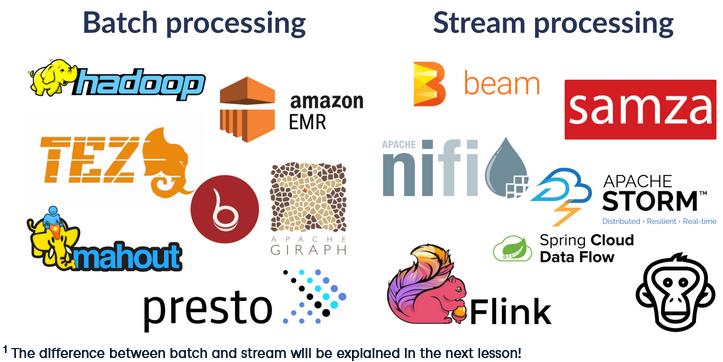 Batch processing
Stream processing
hadoop
amazon
EMR
TEZ
APACHE
GIRAPH
mahout
presto
beam
samza
APACHE
nifi
APACHE
STORM™
Distributed • Resilient • Real-time
Spring Cloud
Data Flow
Flink
1 The difference between batch and stream will be explained in the next lesson!